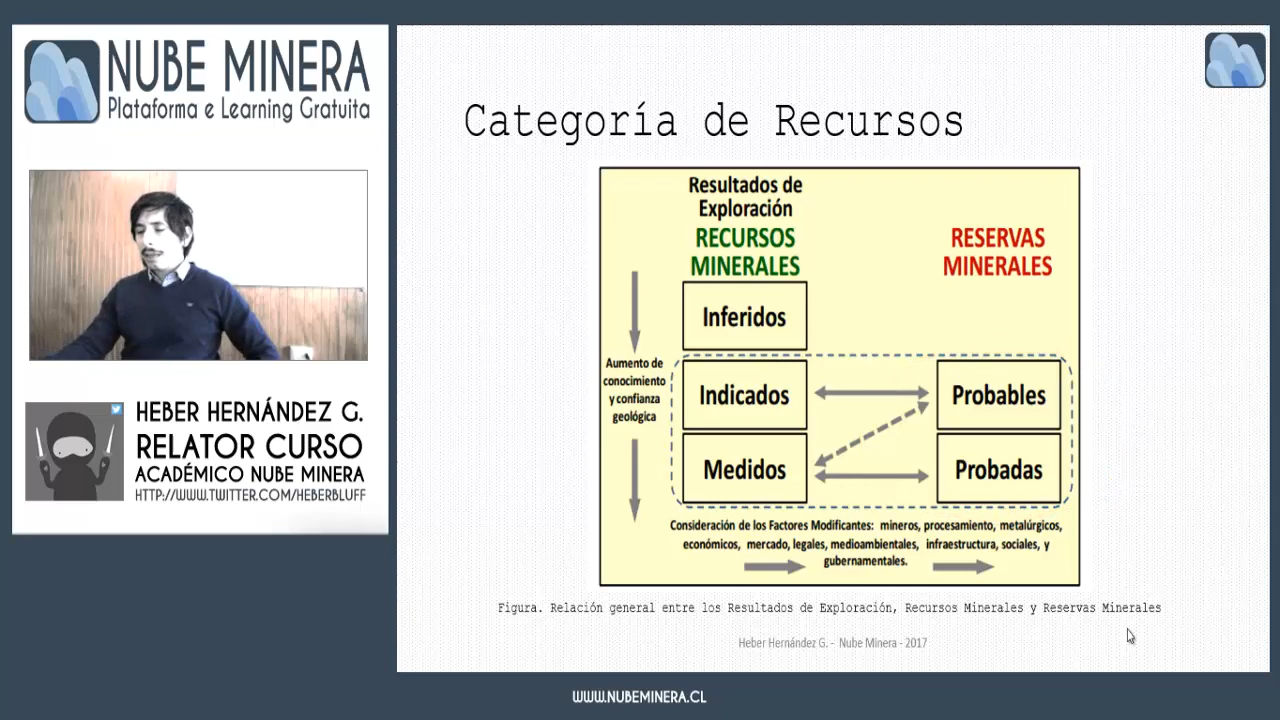 NUBE MINERA
Plataforma e Learning Gratuita
HEBER HERNÁNDEZ G.
RELATOR CURSO
ACADÉMICO NUBE MINERA
HTTP://WWW.TWITTER.COM/HEBERBLUFF
Categoría de Recursos
Resultados de
Exploración
RECURSOS
MINERALES
RESERVAS
MINERALES
Inferidos
Aumento de
conocimiento
y confianza
geológica
Indicados
Probables
Medidos
Probadas
Consideración de los Factores Modificantes: mineros, procesamiento, metalúrgicos,
económicos, mercado, legales, medioambientales, infraestructura, sociales, y
gubernamentales.
Figura. Relación general entre los Resultados de Exploración, Recursos Minerales y Reservas Minerales
Heber Hernández G. - Nube Minera - 2017
WWW.NUBEMINERA.CL